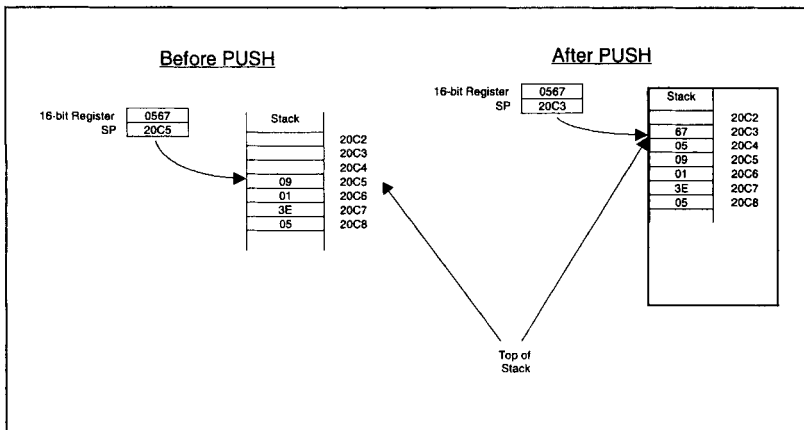 Before PUSH
16-bit Register 0567
SP 20C5
Stack
20C2
20C3
20C4
09 20C5
01 20C6
3E 20C7
05 20C8
After PUSH
16-bit Register 0567
SP 20C3
Stack
20C2
67 20C3
05 20C4
09 20C5
01 20C6
3E 20C7
05 20C8
Top of
Stack